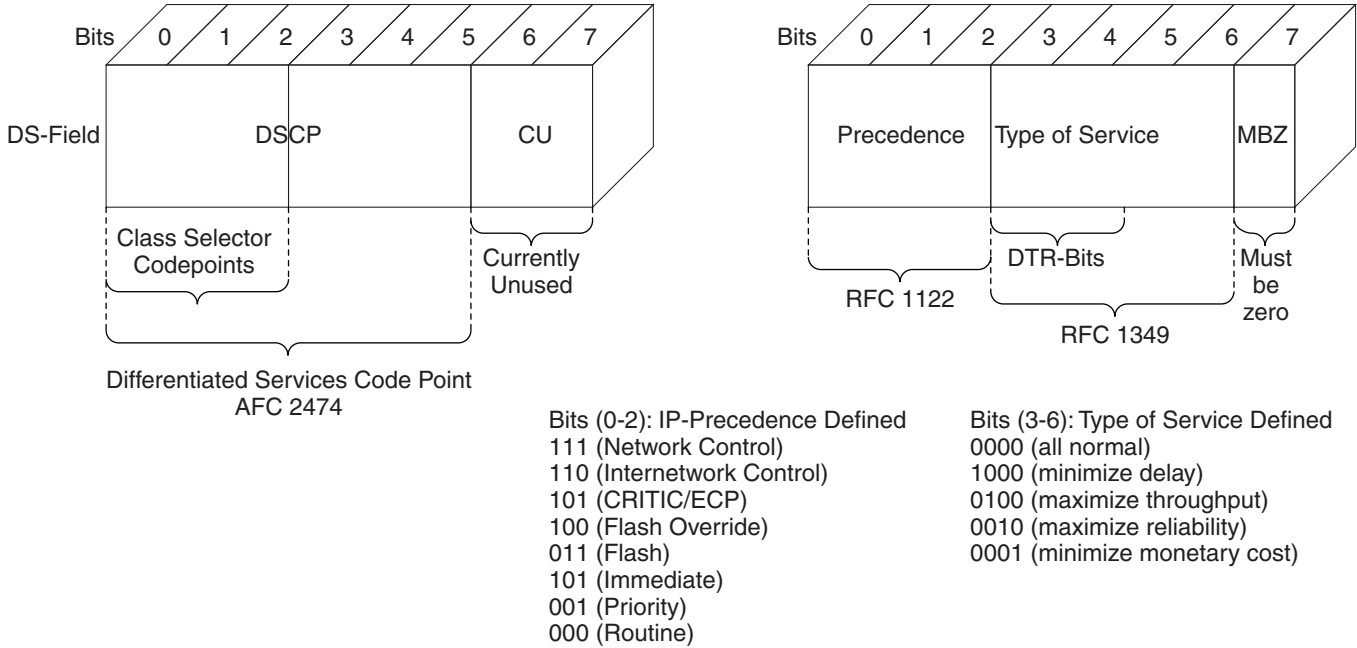 Bits 0 1 2 3 4 5 6 7
DS-Field
DSCP
CU
Class Selector
Codepoints
Currently
Unused
Differentiated Services Code Point
AFC 2474
Bits 0 1 2 3 4 5 6 7
Precedence
Type of Service
MBZ
DTR-Bits
Must
be
zero
RFC 1122
RFC 1349
Bits (0-2): IP-Precedence Defined
111 (Network Control)
110 (Internetwork Control)
101 (CRITIC/ECP)
100 (Flash Override)
011 (Flash)
101 (Immediate)
001 (Priority)
000 (Routine)
Bits (3-6): Type of Service Defined
0000 (all normal)
1000 (minimize delay)
0100 (maximize throughput)
0010 (maximize reliability)
0001 (minimize monetary cost)